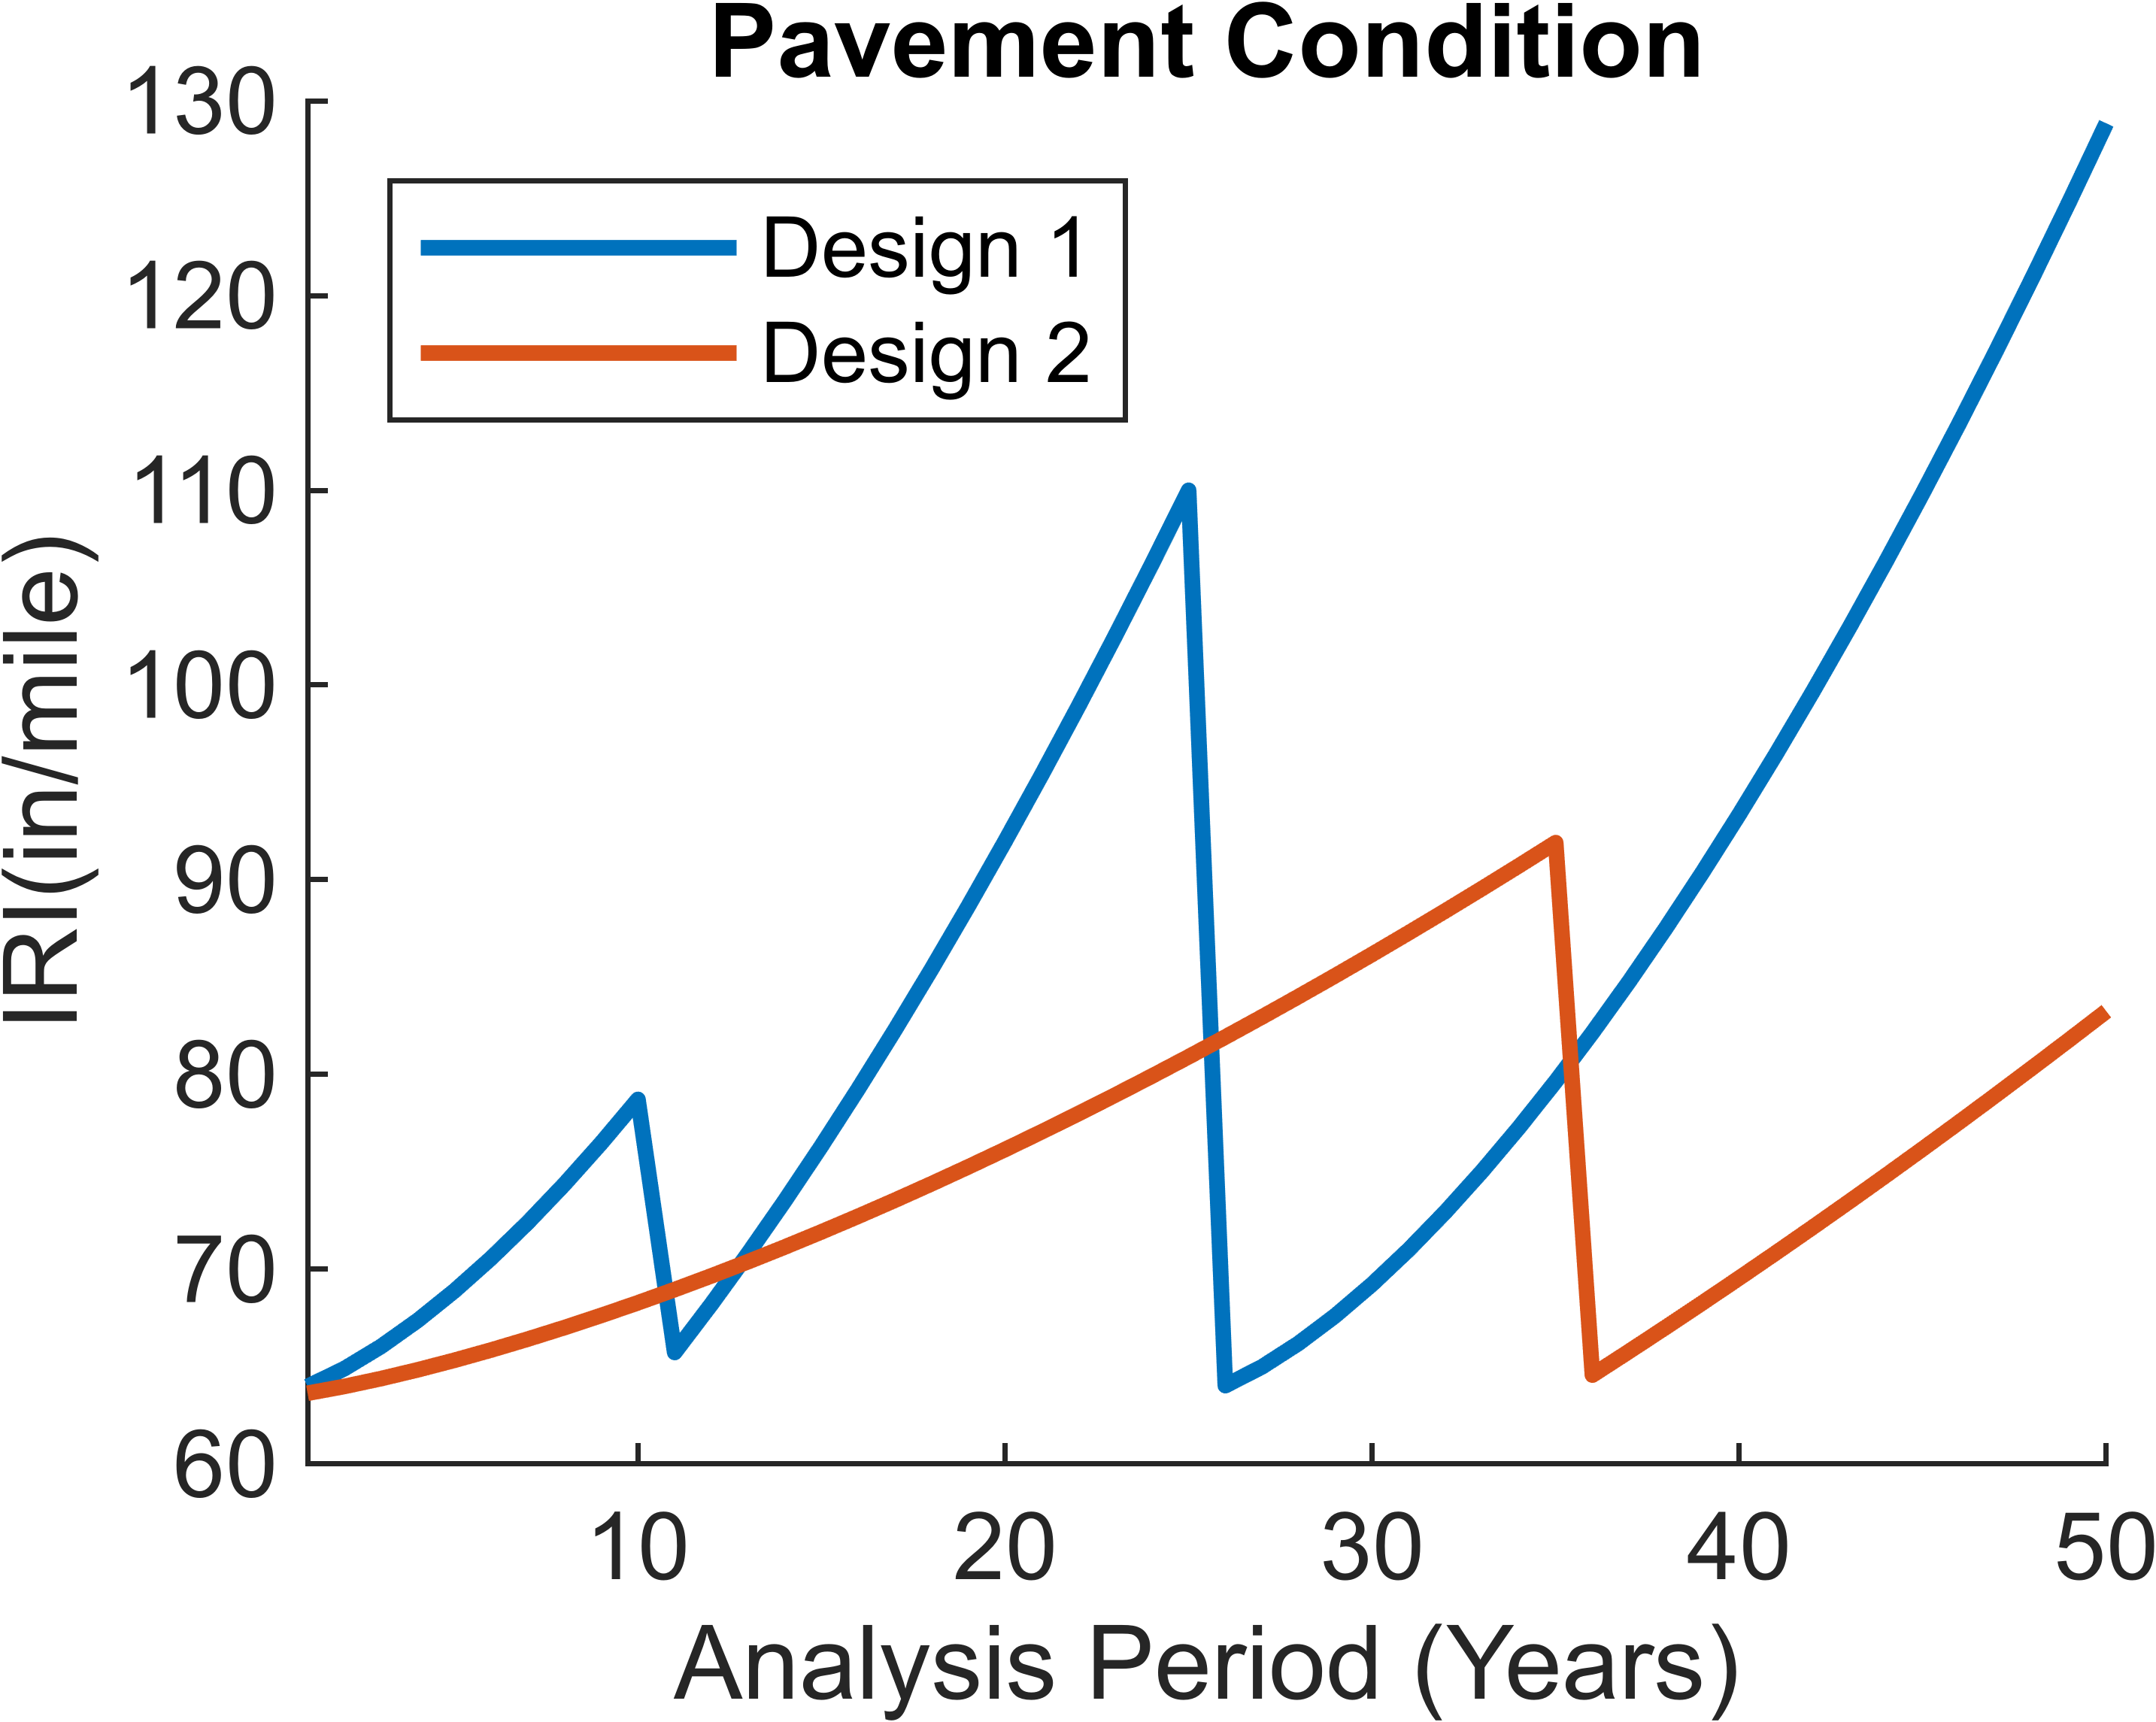 Pavement Condition
130
120
110
100
90
80
70
60
IRI(in/mile)
Design 1
Design 2
10 20 30 40 50
Analysis Period (Years)